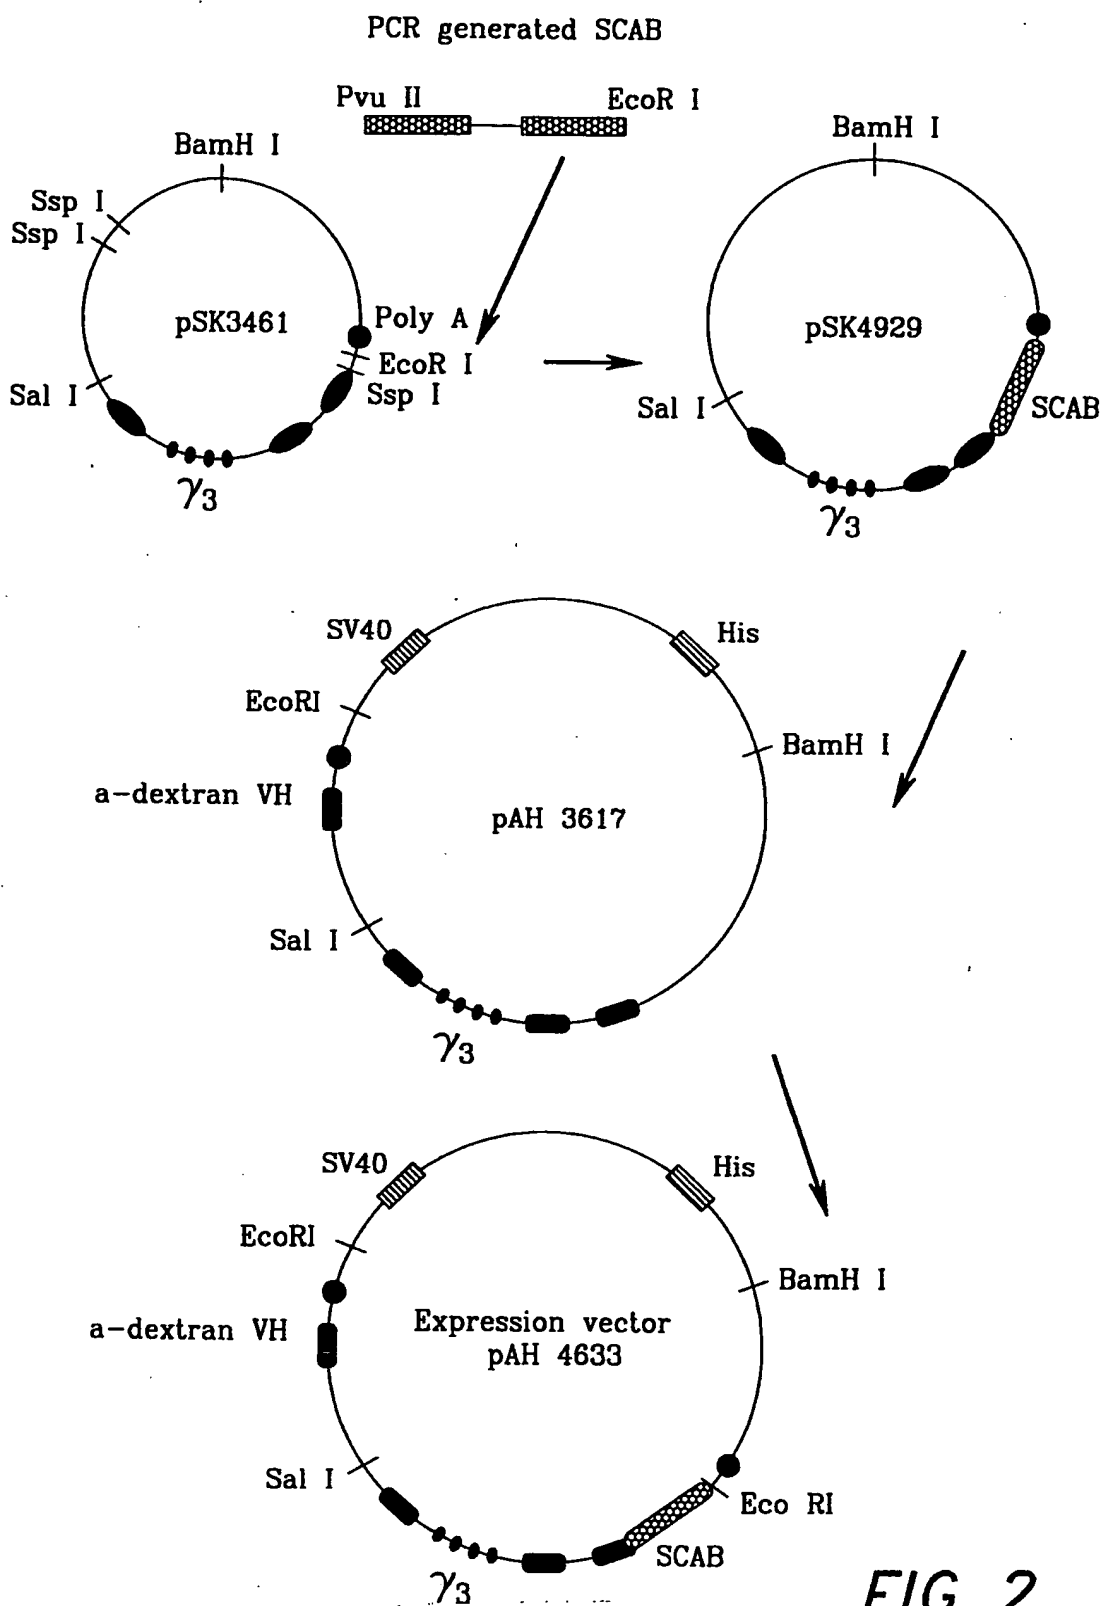 PCR generated SCAB
Pvu II
EcoR I
BamH I
Ssp I
Ssp I
pSK3461
Poly A
EcoR I
Ssp I
Sal I
γ3
BamH I
pSK4929
Sal I
SCAB
γ3
SV40
His
EcoRI
BamH I
a-dextran VH
pAH 3617
Sal I
γ3
SV40
His
EcoRI
BamH I
a-dextran VH
Expression vector
pAH 4633
Sal I
Eco RI
SCAB
γ3
FIG. 2